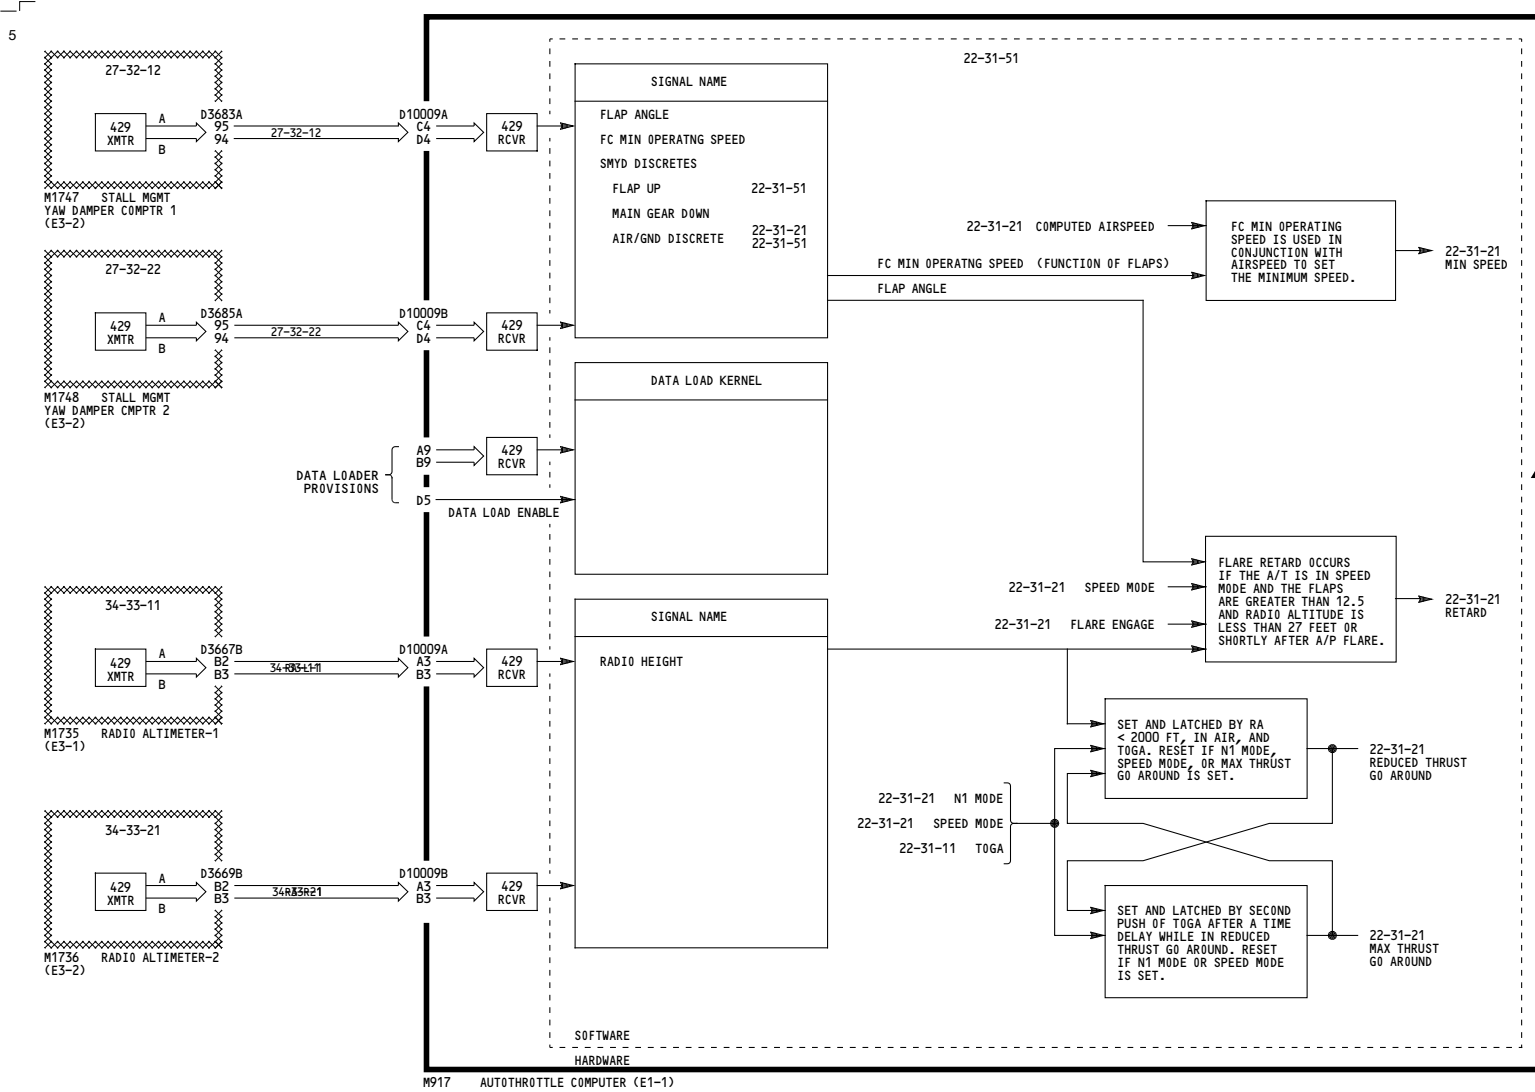 5
22-31-51
27-32-12
429
XMTR
A
B
D3683A
95
94
27-32-12
D10009A
C4
D4
429
RCVR
M1747 STALL MGMT
YAW DAMPER COMPTR 1
(E3-2)
SIGNAL NAME
FLAP ANGLE
FC MIN OPERATNG SPEED
SMYD DISCRETES
FLAP UP 22-31-51
MAIN GEAR DOWN
AIR/GND DISCRETE 22-31-21
22-31-51
27-32-22
429
XMTR
A
B
D3685A
95
94
27-32-22
D10009B
C4
D4
429
RCVR
M1748 STALL MGMT
YAW DAMPER CMPTR 2
(E3-2)
22-31-21 COMPUTED AIRSPEED
FC MIN OPERATNG SPEED (FUNCTION OF FLAPS)
FLAP ANGLE
FC MIN OPERATING
SPEED IS USED IN
CONJUNCTION WITH
AIRSPEED TO SET
THE MINIMUM SPEED.
22-31-21
MIN SPEED
DATA LOAD KERNEL
DATA LOADER
PROVISIONS
A9
B9
429
RCVR
D5
DATA LOAD ENABLE
34-33-11
429
XMTR
A
B
D3667B
B2
B3
D10009A
A3
B3
429
RCVR
M1735 RADIO ALTIMETER-1
(E3-1)
SIGNAL NAME
RADIO HEIGHT
22-31-21 SPEED MODE
22-31-21 FLARE ENGAGE
FLARE RETARD OCCURS
IF THE A/T IS IN SPEED
MODE AND THE FLAPS
ARE GREATER THAN 12.5
AND RADIO ALTITUDE IS
LESS THAN 27 FEET OR
SHORTLY AFTER A/P FLARE.
22-31-21
RETARD
SET AND LATCHED BY RA
< 2000 FT, IN AIR, AND
TOGA. RESET IF N1 MODE,
SPEED MODE, OR MAX THRUST
GO AROUND IS SET.
22-31-21
REDUCED THRUST
GO AROUND
22-31-21 N1 MODE
22-31-21 SPEED MODE
22-31-11 TOGA
34-33-21
429
XMTR
A
B
D3669B
B2
B3
D10009B
A3
B3
429
RCVR
M1736 RADIO ALTIMETER-2
(E3-2)
SET AND LATCHED BY SECOND
PUSH OF TOGA AFTER A TIME
DELAY WHILE IN REDUCED
THRUST GO AROUND. RESET
IF N1 MODE OR SPEED MODE
IS SET.
22-31-21
MAX THRUST
GO AROUND
SOFTWARE
HARDWARE
M917 AUTOTHROTTLE COMPUTER (E1-1)